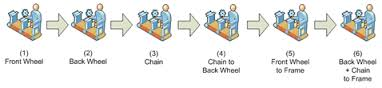 (1)
Front Wheel
(2)
Back Wheel
(3)
Chain
(4)
Chain to
Back Wheel
(5)
Front Wheel
to Frame
(6)
Back Wheel
+ Chain
to Frame